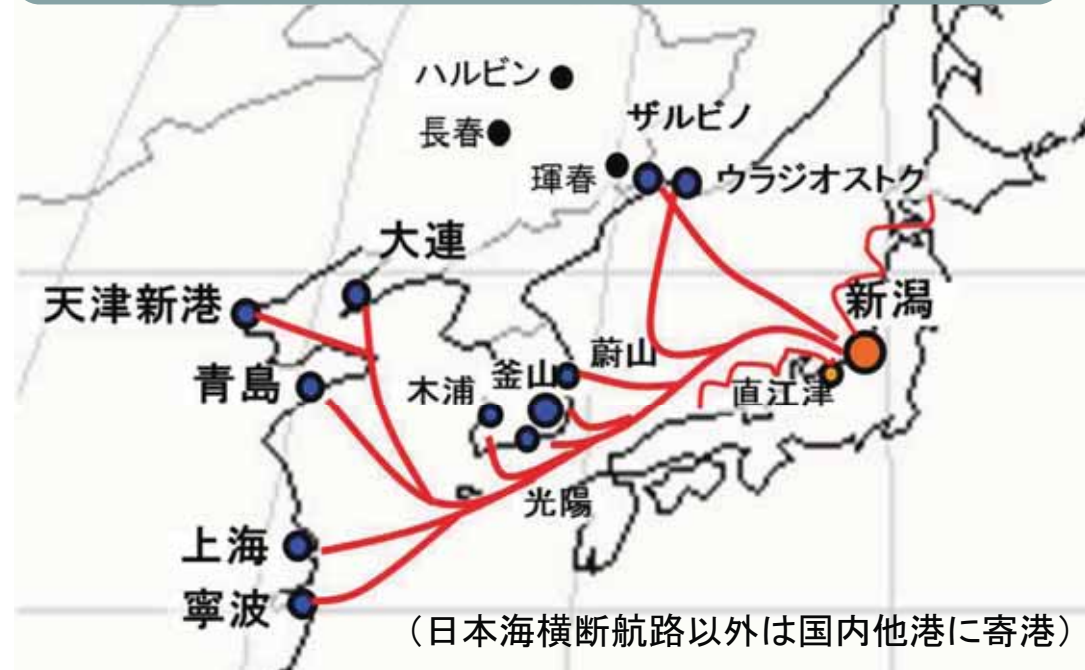 ハルビン
ザルビノ
長春
琿春
ウラジオストク
大連
天津新港
新潟
蔚山
青島
釜山
木浦
直江津
光陽
上海
寧波
（日本海横断航路以外は国内他港に寄港）